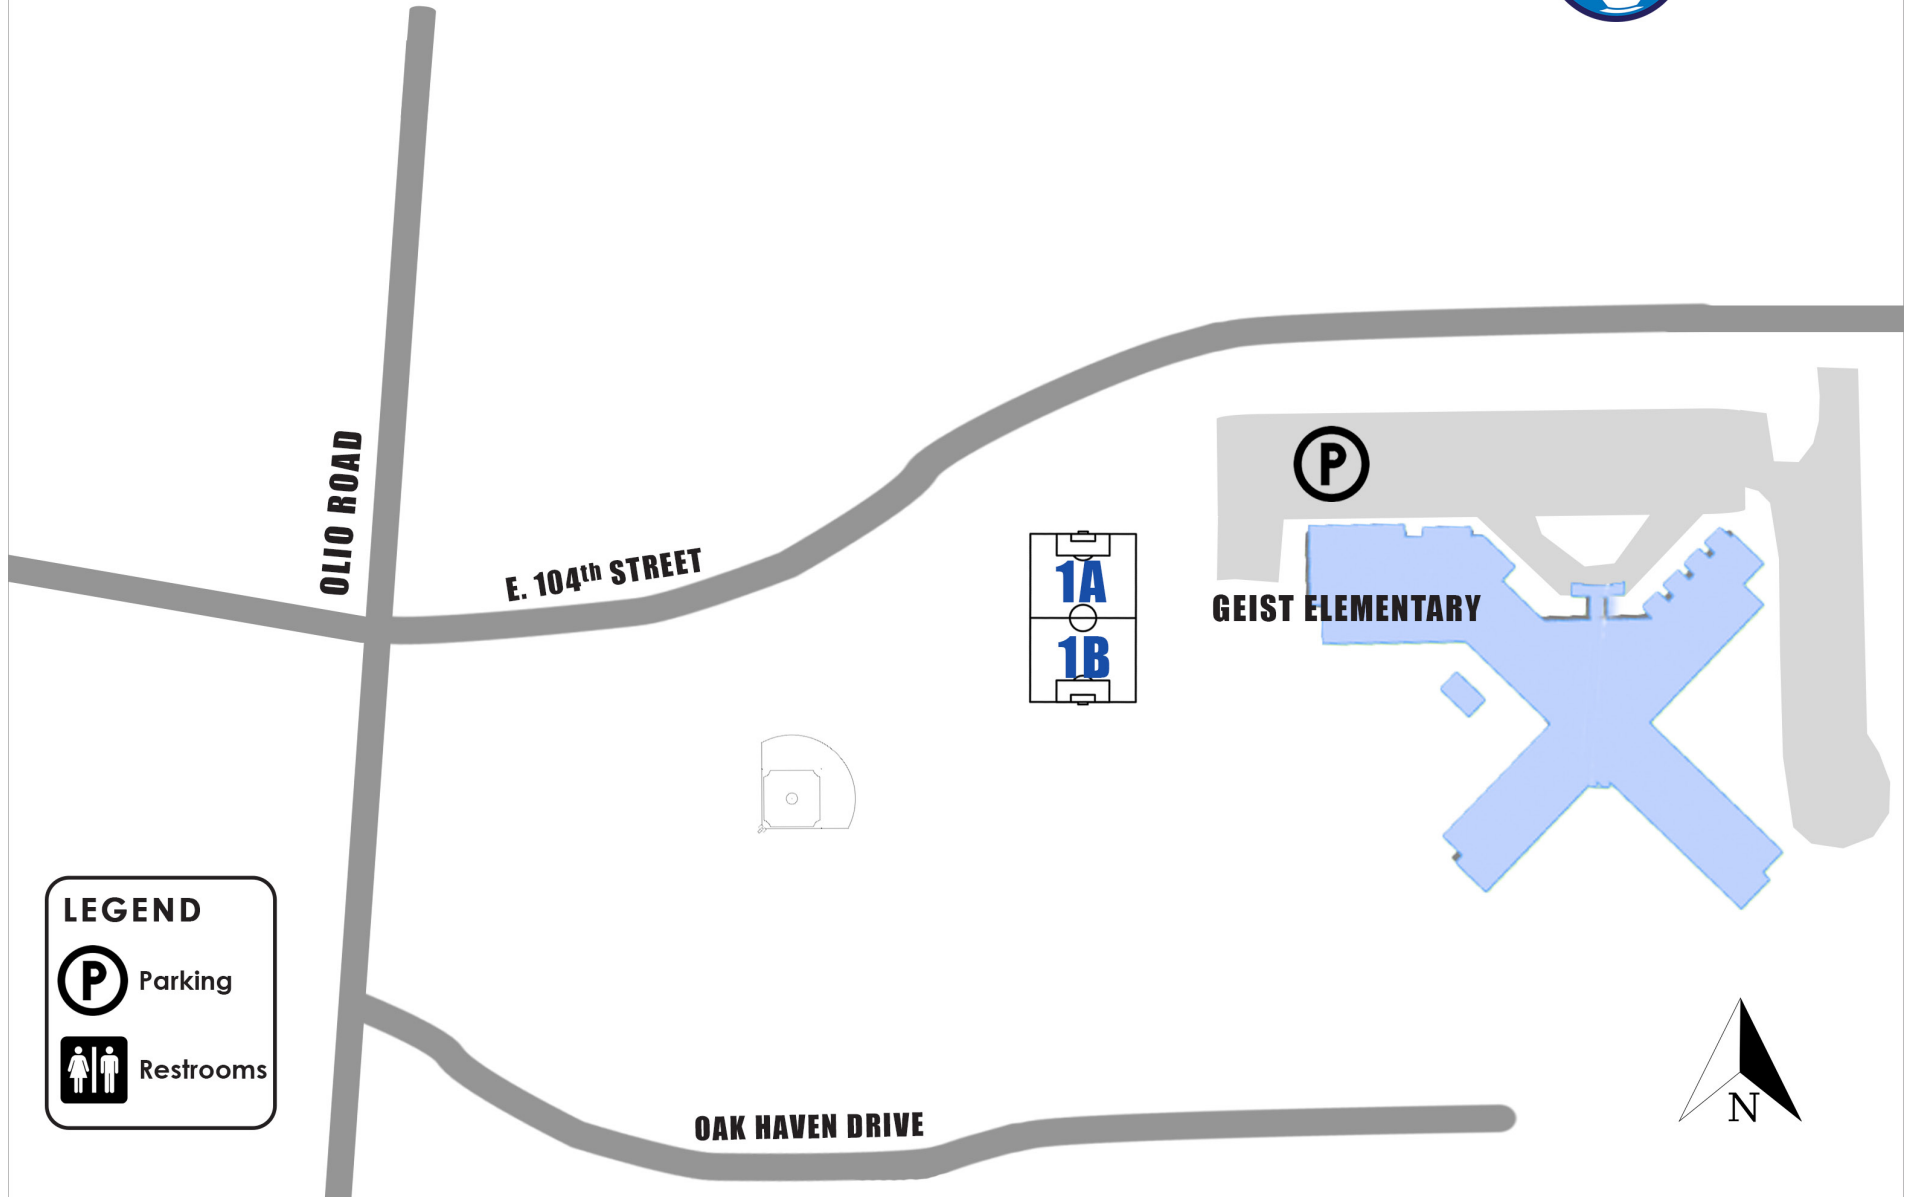 OLIO ROAD
E. 104th STREET
P
1A
1B
GEIST ELEMENTARY
LEGEND
P Parking
Restrooms
OAK HAVEN DRIVE
N